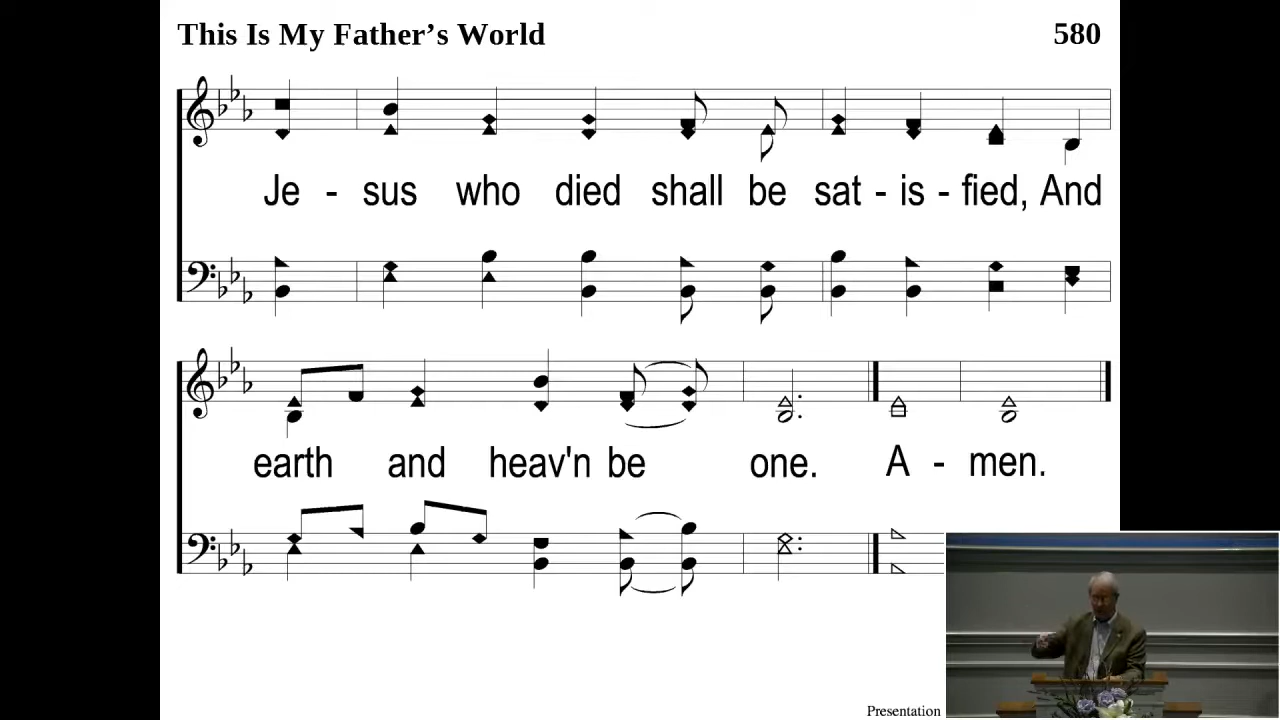 This Is My Father’s World 580
Je - sus who died shall be sat - is - fied, And
earth and heav'n be one. A - men.
Presentation